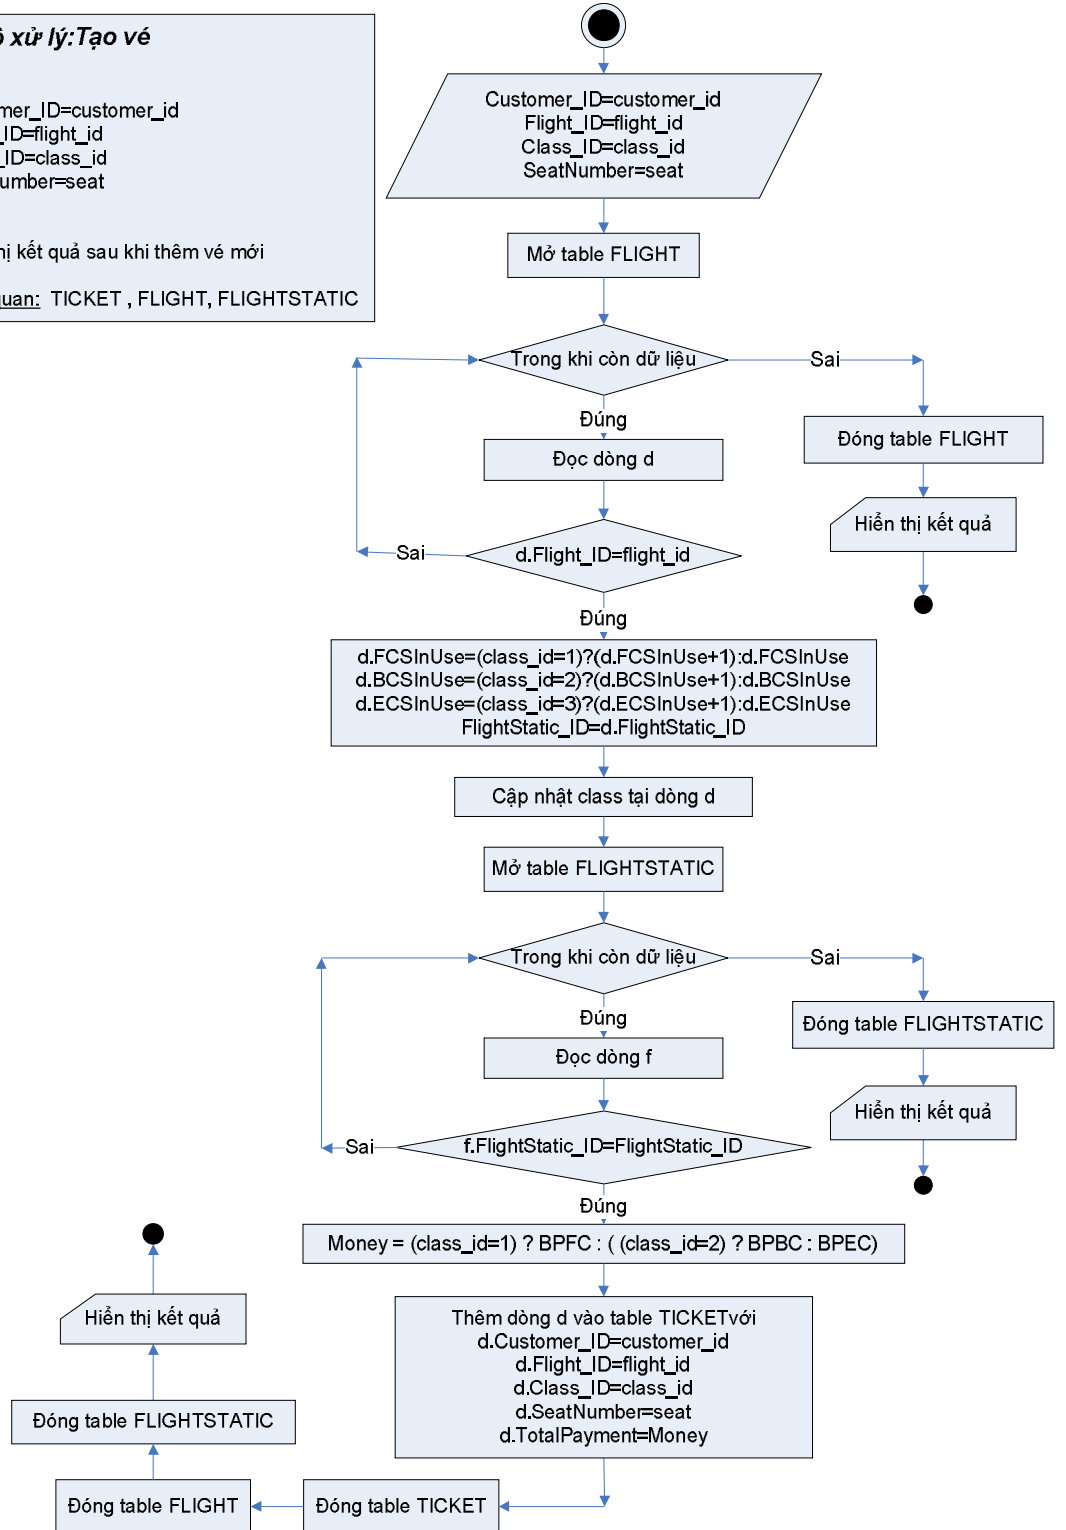 xử lý:Tạo vé
mer_ID=customer_id
_ID=flight_id
_ID=class_id
umber=seat
kết quả sau khi thêm vé mới
quan: TICKET , FLIGHT, FLIGHTSTATIC
Customer_ID=customer_id
Flight_ID=flight_id
Class_ID=class_id
SeatNumber=seat
Mở table FLIGHT
Trong khi còn dữ liệu
Sai
Đúng
Đóng table FLIGHT
Đọc dòng d
Hiển thị kết quả
Sai
d.Flight_ID=flight_id
Đúng
d.FCSInUse=(class_id=1)?(d.FCSInUse+1):d.FCSInUse
d.BCSInUse=(class_id=2)?(d.BCSInUse+1):d.BCSInUse
d.ECSInUse=(class_id=3)?(d.ECSInUse+1):d.ECSInUse
FlightStatic_ID=d.FlightStatic_ID
Cập nhật class tại dòng d
Mở table FLIGHTSTATIC
Trong khi còn dữ liệu
Sai
Đúng
Đóng table FLIGHTSTATIC
Đọc dòng f
Hiển thị kết quả
Sai
f.FlightStatic_ID=FlightStatic_ID
Đúng
Money = (class_id=1) ? BPFC : ( (class_id=2) ? BPBC : BPEC)
Thêm dòng d vào table TICKETvới
d.Customer_ID=customer_id
d.Flight_ID=flight_id
d.Class_ID=class_id
d.SeatNumber=seat
d.TotalPayment=Money
Hiển thị kết quả
Đóng table FLIGHTSTATIC
Đóng table FLIGHT
Đóng table TICKET